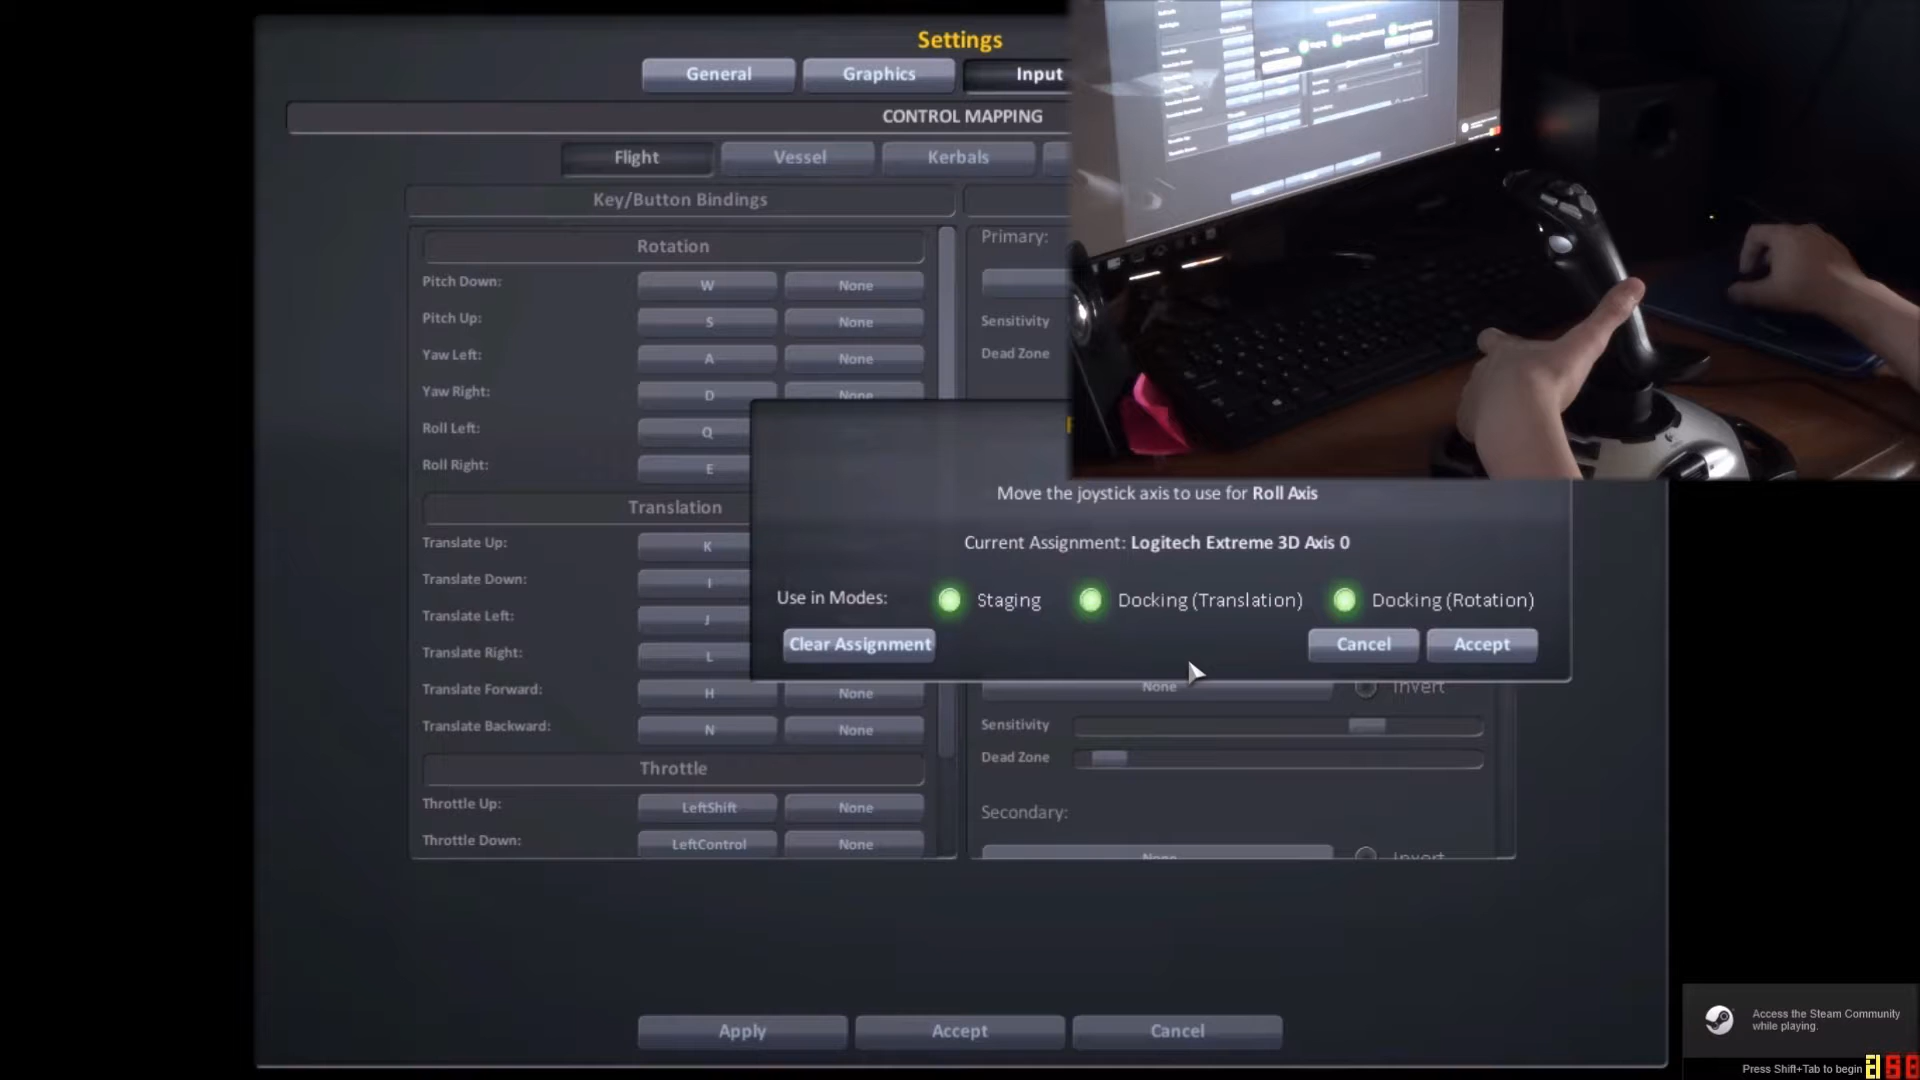 Settings
General
Graphics
Input
CONTROL MAPPING
Flight
Vessel
Kerbals
Key/Button Bindings
Rotation
Pitch Down: W None
Pitch Up: S None
Yaw Left: A None
Yaw Right: D None
Roll Left: Q
Roll Right: E
Translation
Translate Up: K
Translate Down: I
Translate Left: J
Translate Right: L
Translate Forward: H None
Translate Backward: N None
Throttle
Throttle Up: LeftShift None
Throttle Down: LeftControl None
Primary:
Sensitivity
Dead Zone
Move the joystick axis to use for Roll Axis
Current Assignment: Logitech Extreme 3D Axis 0
Use in Modes: Staging Docking (Translation) Docking (Rotation)
Clear Assignment Cancel Accept
None Invert
Sensitivity
Dead Zone
Secondary:
None Invert
Apply Accept Cancel
Access the Steam Community
while playing.
Press Shift+Tab to begin